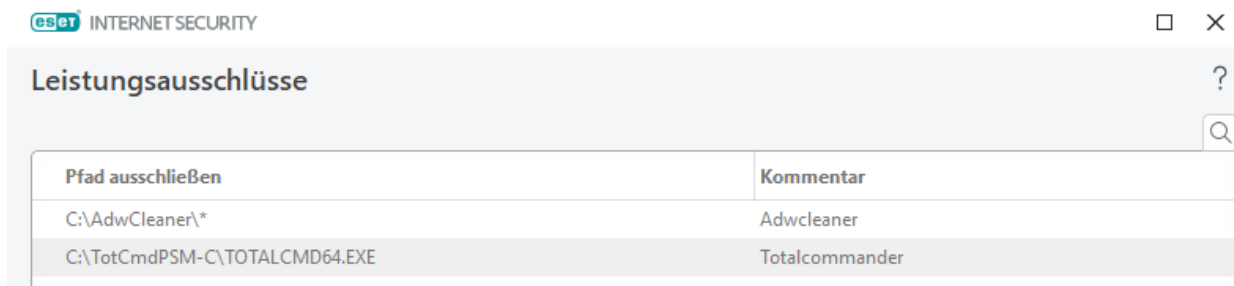 eset INTERNET SECURITY
Leistungsausschlüsse
Pfad ausschließen Kommentar
C:\AdwCleaner\* Adwcleaner
C:\TotCmdPSM-C\TOTALCMD64.EXE Totalcommander